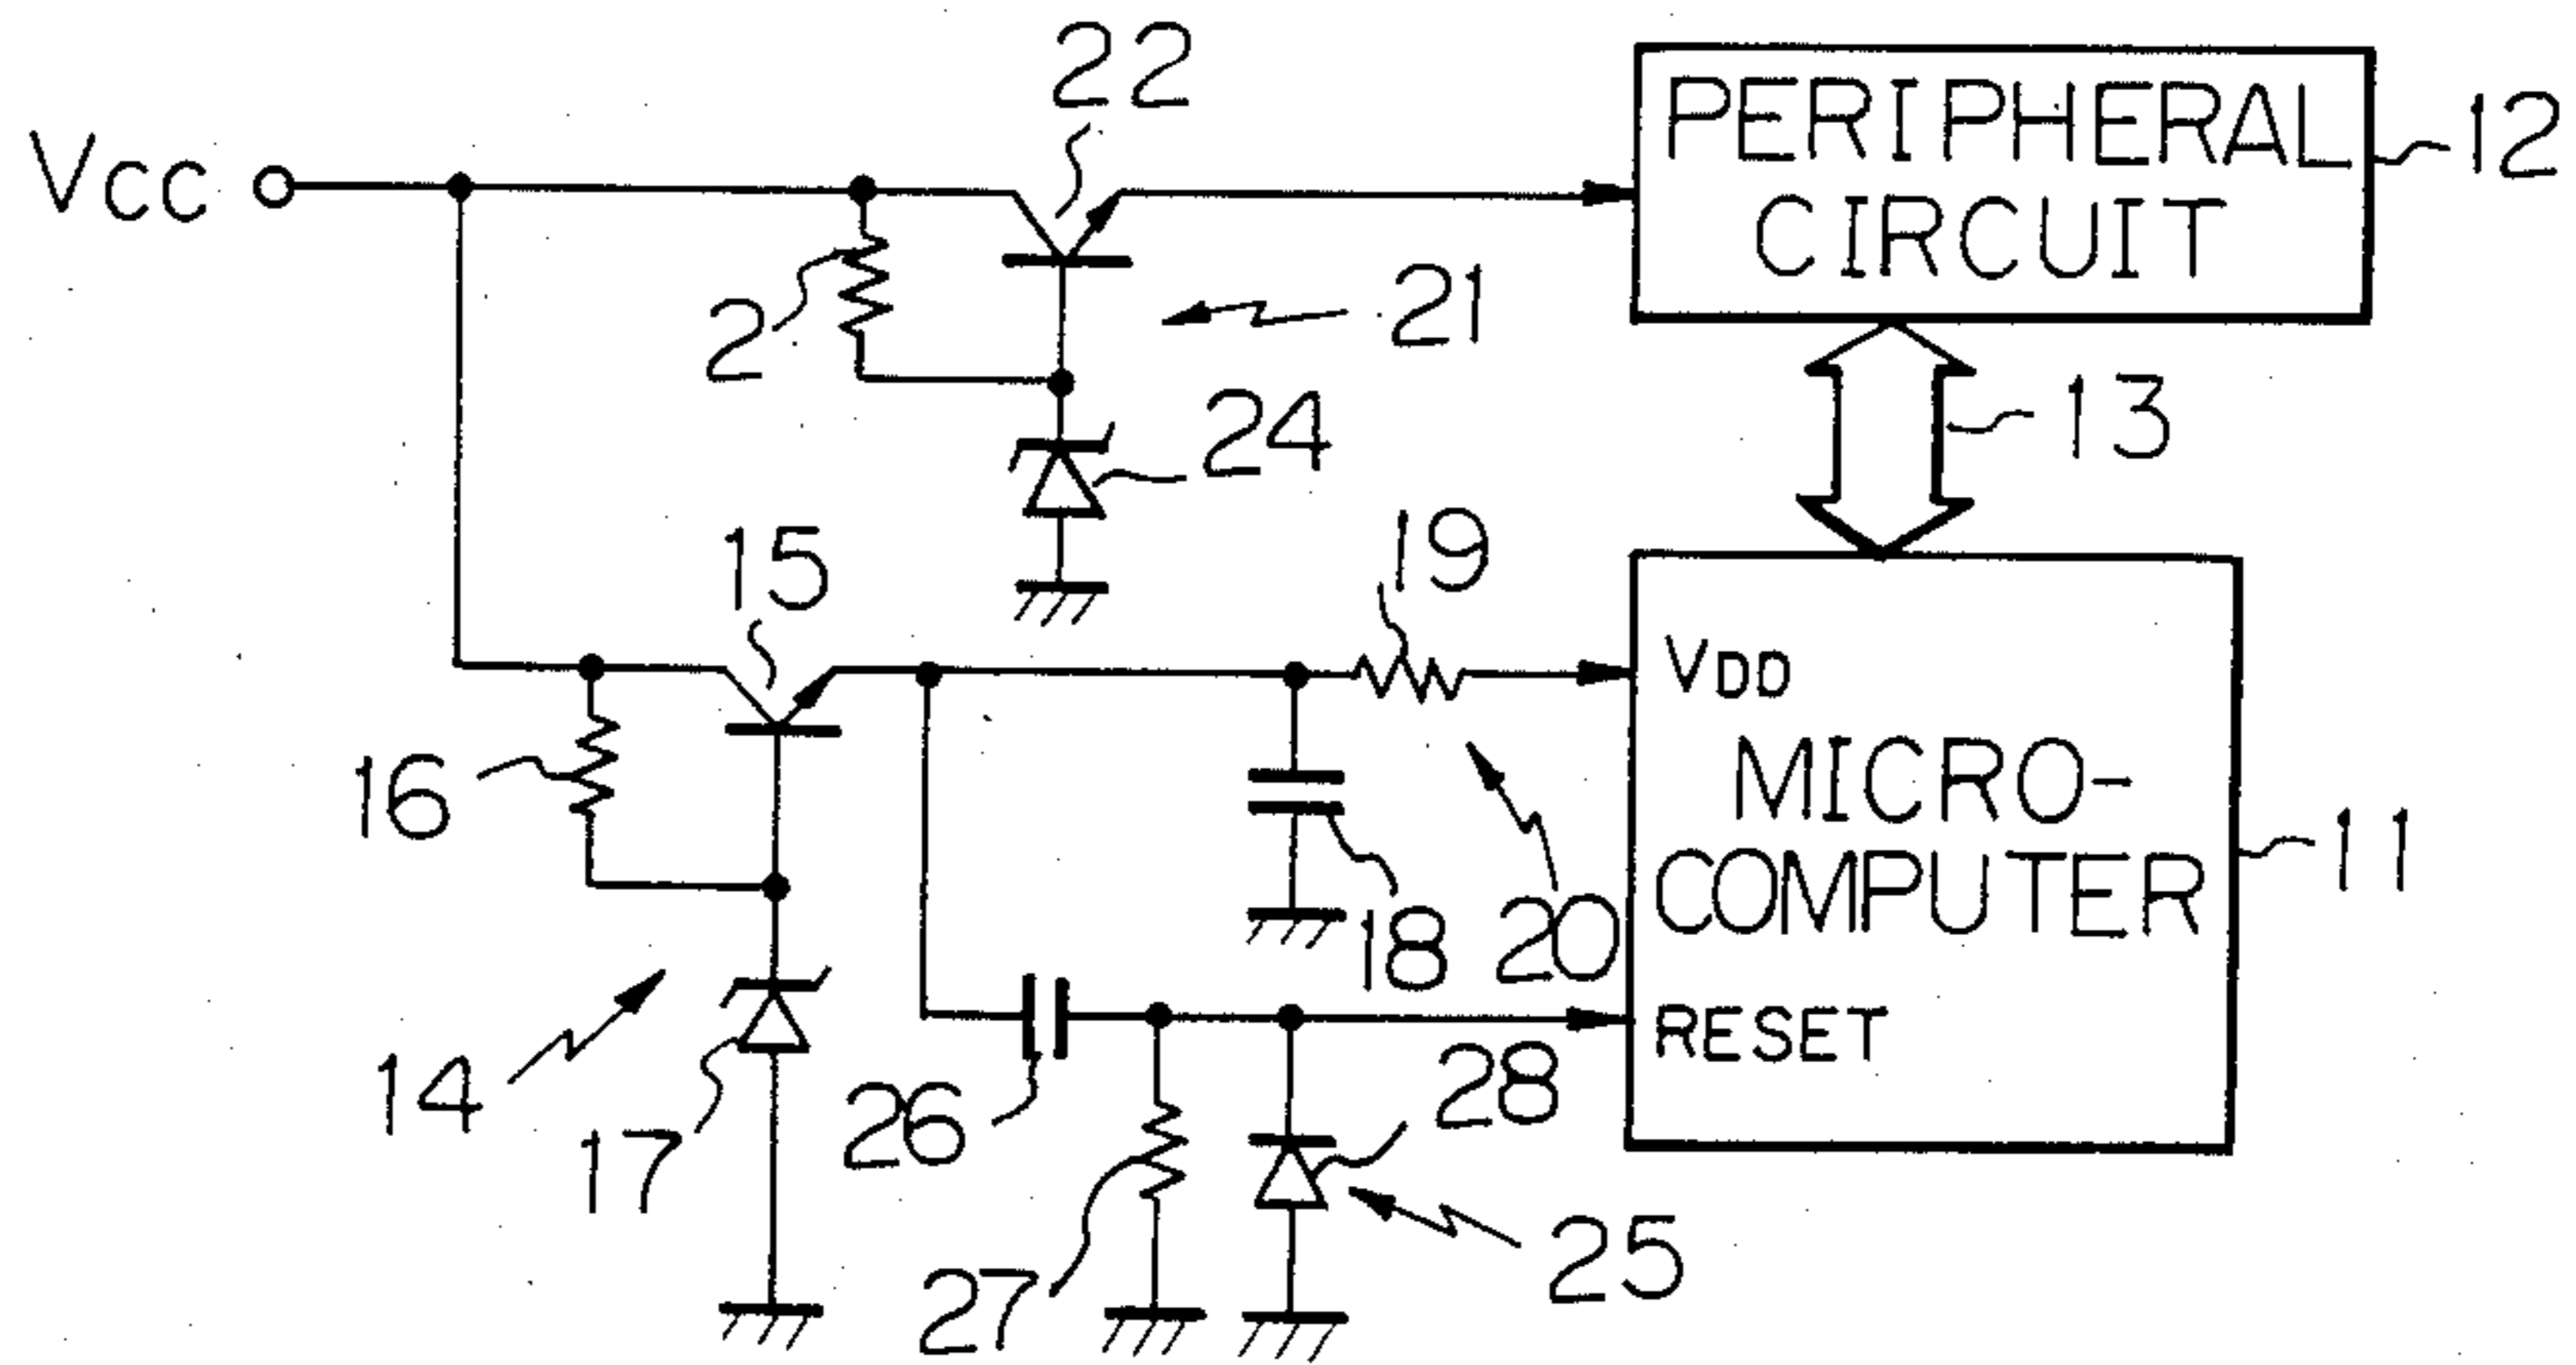 22
VCC
PERIPHERAL
CIRCUIT
12
2
21
24
13
15
19
VDD
16
MICRO-
COMPUTER
11
18
20
14
17
26
RESET
28
27
25